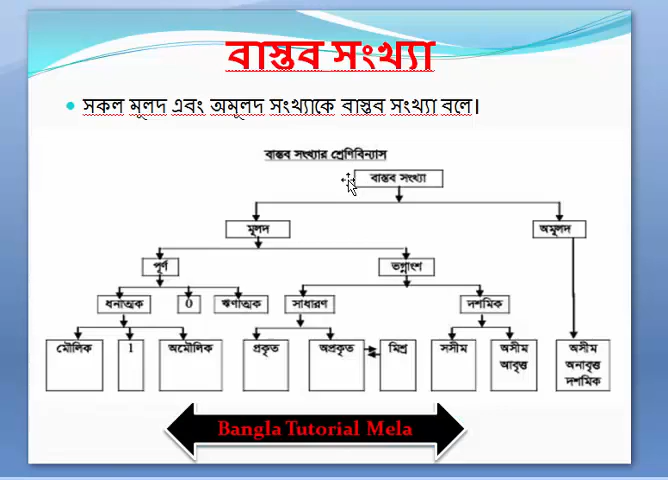 বাস্তব সংখ্যা
সকল মূলদ এবং অমূলদ সংখ্যাকে বাস্তব সংখ্যা বলে।
বাস্তব সংখ্যার শ্রেণিবিন্যাস
বাস্তব সংখ্যা
মূলদ
অমূলদ
পূর্ণ
ভগ্নাংশ
ধনাত্মক
0
ঋণাত্মক
সাধারণ
দশমিক
মৌলিক
1
অমৌলিক
প্রকৃত
অপ্রকৃত
মিশ্র
সসীম
অসীম
আবৃত্ত
অসীম
অনাবৃত্ত
দশমিক
Bangla Tutorial Mela